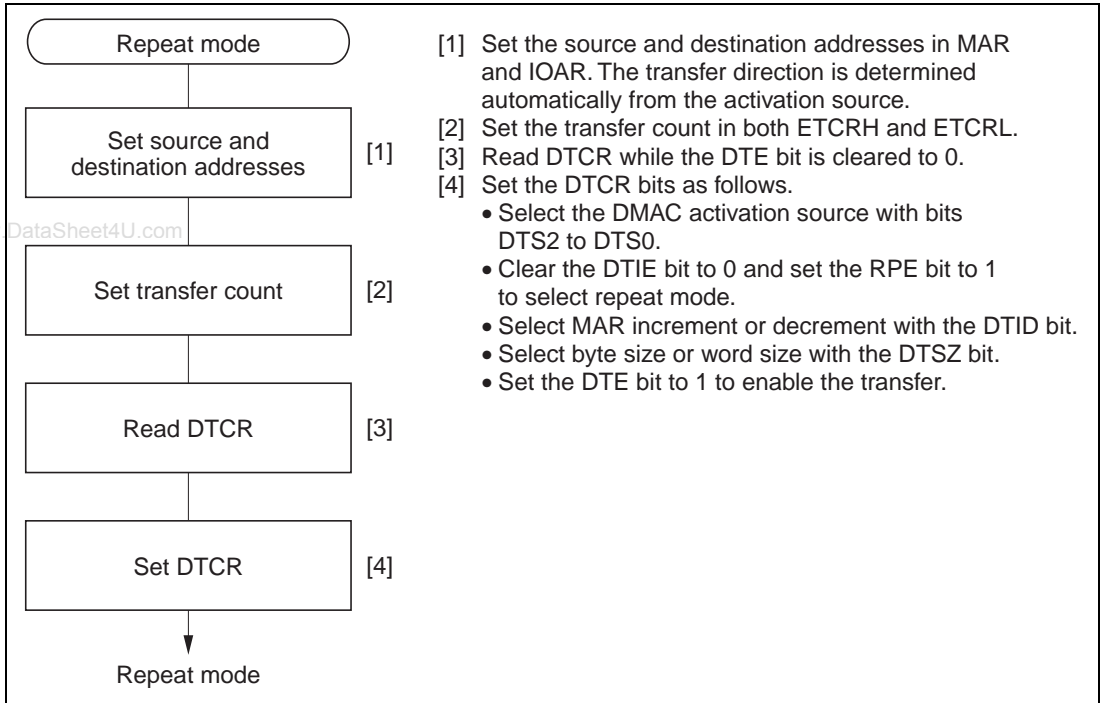 Repeat mode
Set source and
destination addresses
[1]
Set transfer count
[2]
Read DTCR
[3]
Set DTCR
[4]
Repeat mode
[1] Set the source and destination addresses in MAR
and IOAR. The transfer direction is determined
automatically from the activation source.
[2] Set the transfer count in both ETCRH and ETCRL.
[3] Read DTCR while the DTE bit is cleared to 0.
[4] Set the DTCR bits as follows.
• Select the DMAC activation source with bits
DTS2 to DTS0.
• Clear the DTIE bit to 0 and set the RPE bit to 1
to select repeat mode.
• Select MAR increment or decrement with the DTID bit.
• Select byte size or word size with the DTSZ bit.
• Set the DTE bit to 1 to enable the transfer.
DataSheet4U.com